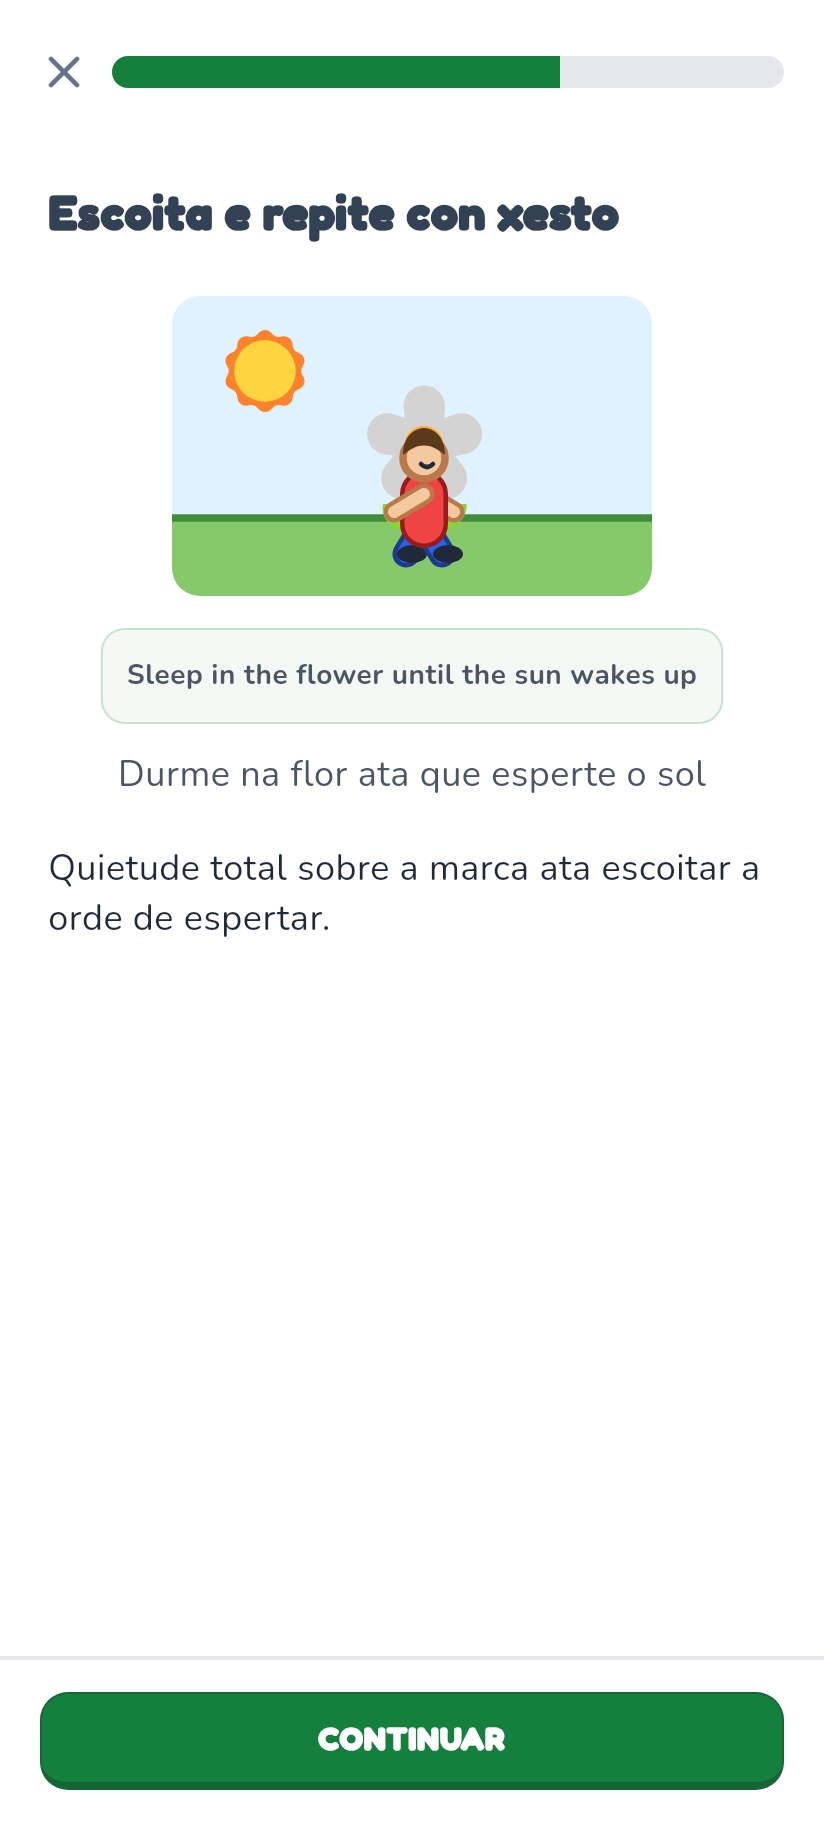 Escoita e repite con xesto
Sleep in the flower until the sun wakes up
Durme na flor ata que esperte o sol
Quietude total sobre a marca ata escoitar a
orde de espertar.
CONTINUAR